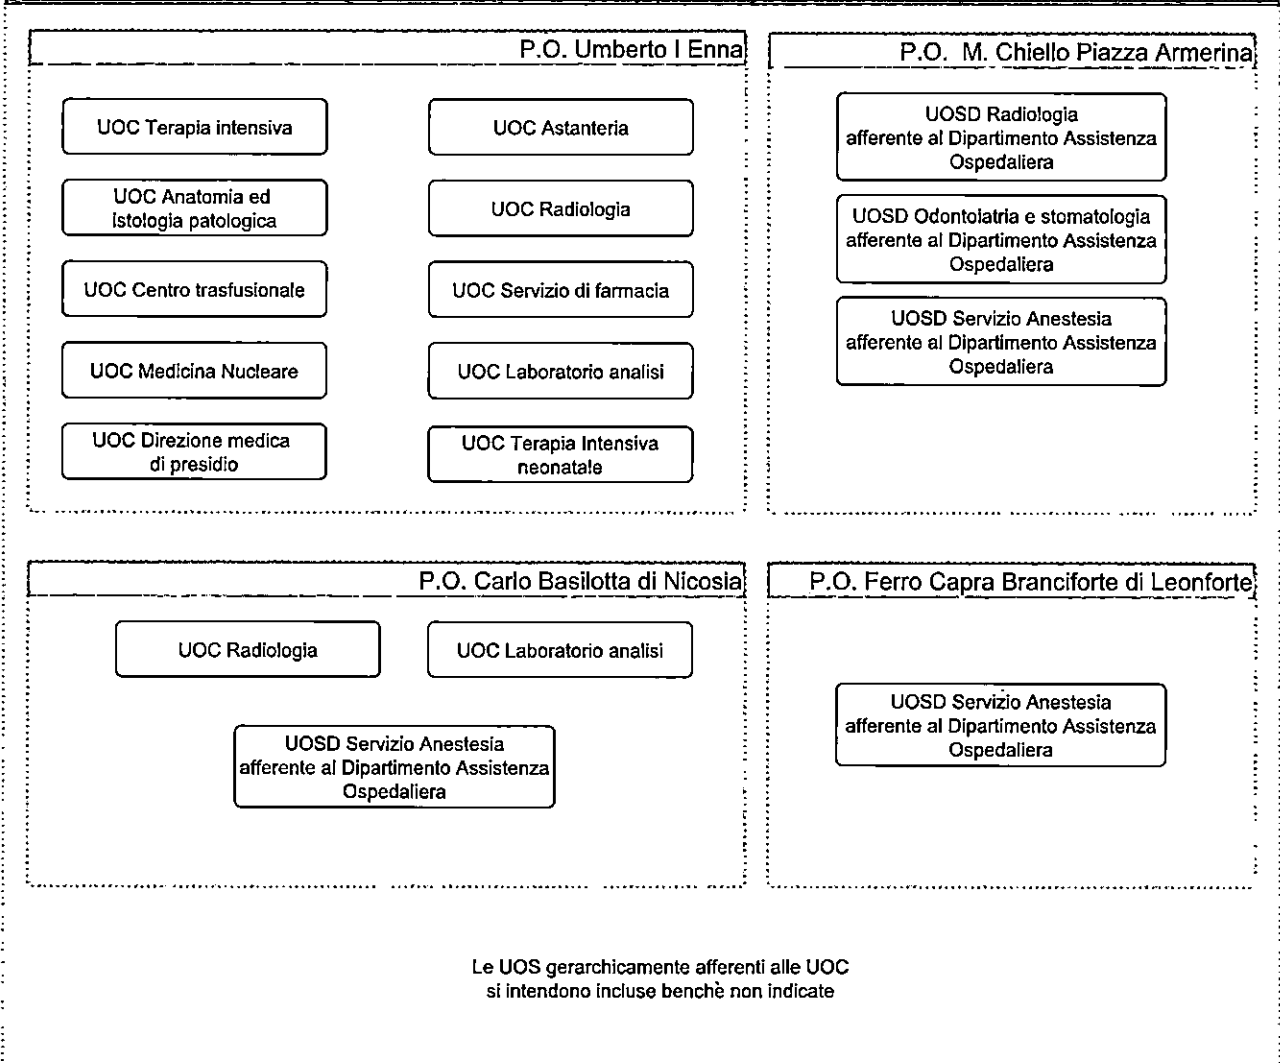 P.O. Umberto I Enna
UOC Terapia intensiva
UOC Astanteria
UOC Anatomia ed
istologia patologica
UOC Radiologia
UOC Centro trasfusionale
UOC Servizio di farmacia
UOC Medicina Nucleare
UOC Laboratorio analisi
UOC Direzione medica
di presidio
UOC Terapia Intensiva
neonatale
P.O. M. Chiello Piazza Armerina
UOSD Radiologia
afferente al Dipartimento Assistenza
Ospedaliera
UOSD Odontoiatria e stomatologia
afferente al Dipartimento Assistenza
Ospedaliera
UOSD Servizio Anestesia
afferente al Dipartimento Assistenza
Ospedaliera
P.O. Carlo Basilotta di Nicosia
UOC Radiologia
UOC Laboratorio analisi
UOSD Servizio Anestesia
afferente al Dipartimento Assistenza
Ospedaliera
P.O. Ferro Capra Branciforte di Leonforte
UOSD Servizio Anestesia
afferente al Dipartimento Assistenza
Ospedaliera
Le UOS gerarchicamente afferenti alle UOC
si intendono incluse benchè non indicate